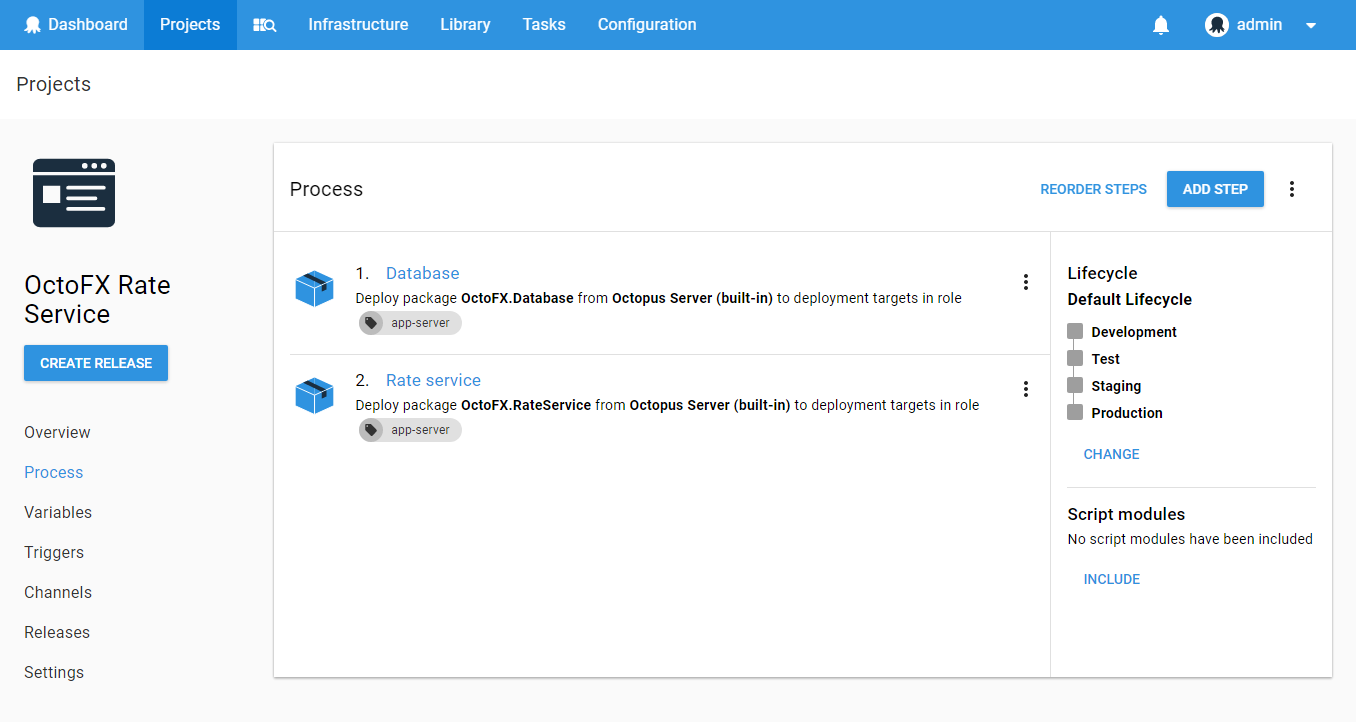 Dashboard Projects Infrastructure Library Tasks Configuration admin
Projects
OctoFX Rate
Service
CREATE RELEASE
Overview
Process
Variables
Triggers
Channels
Releases
Settings
Process REORDER STEPS ADD STEP
1. Database
Deploy package OctoFX.Database from Octopus Server (built-in) to deployment targets in role
app-server
2. Rate service
Deploy package OctoFX.RateService from Octopus Server (built-in) to deployment targets in role
app-server
Lifecycle
Default Lifecycle
Development
Test
Staging
Production
CHANGE
Script modules
No script modules have been included
INCLUDE